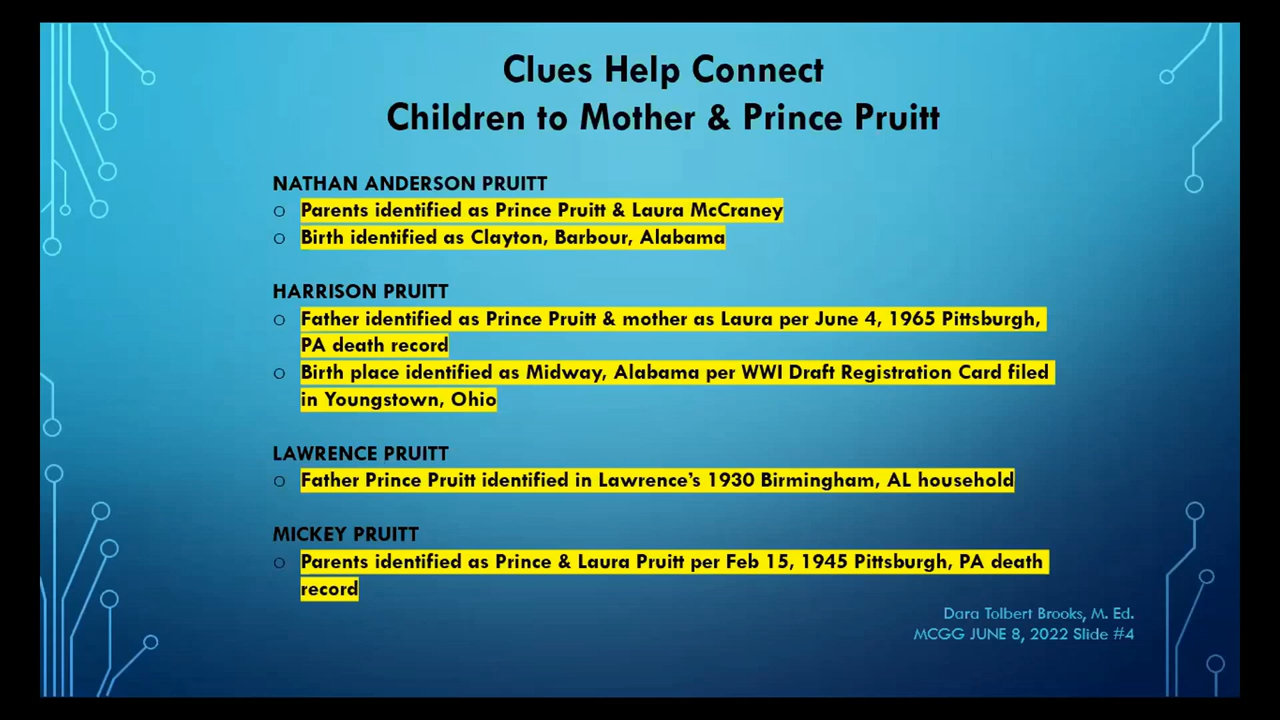 Clues Help Connect
Children to Mother & Prince Pruitt
NATHAN ANDERSON PRUITT
○ Parents identified as Prince Pruitt & Laura McCraney
○ Birth identified as Clayton, Barbour, Alabama
HARRISON PRUITT
○ Father identified as Prince Pruitt & mother as Laura per June 4, 1965 Pittsburgh,
PA death record
○ Birth place identified as Midway, Alabama per WWI Draft Registration Card filed
in Youngstown, Ohio
LAWRENCE PRUITT
○ Father Prince Pruitt identified in Lawrence’s 1930 Birmingham, AL household
MICKEY PRUITT
○ Parents identified as Prince & Laura Pruitt per Feb 15, 1945 Pittsburgh, PA death
record
Dara Tolbert Brooks, M. Ed.
MCGG JUNE 8, 2022 Slide #4